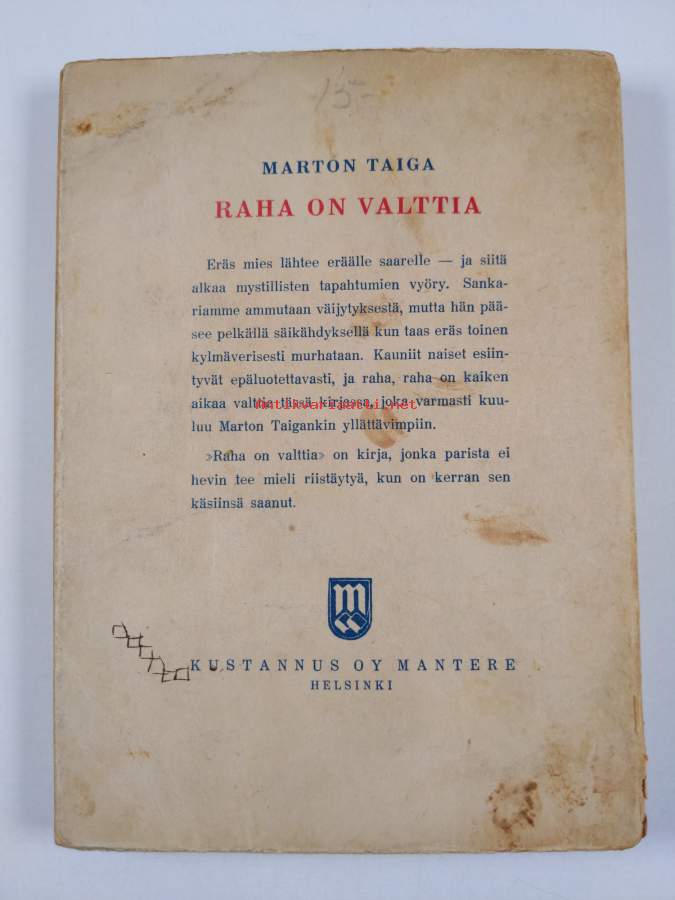 15.-
MARTON TAIGA
RAHA ON VALTTIA
Eräs mies lähtee eräälle saarelle — ja siitä
alkaa mystillisten tapahtumien vyöry. Sanka-
riamme ammutaan väijytyksestä, mutta hän pää-
see pelkällä säikähdyksellä kun taas eräs toinen
kylmäverisesti murhataan. Kauniit naiset esiin-
tyvät epäluotettavasti, ja raha, raha on kaiken
aikaa valttia tässä kirjassa, joka varmasti kuu-
antikvariaatti.net
luu Marton Taigankin yllättävimpiin.
»Raha on valttia» on kirja, jonka parista ei
hevin tee mieli riistäytyä, kun on kerran sen
käsiinsä saanut.
m
KUSTANNUS OY MANTERE
HELSINKI